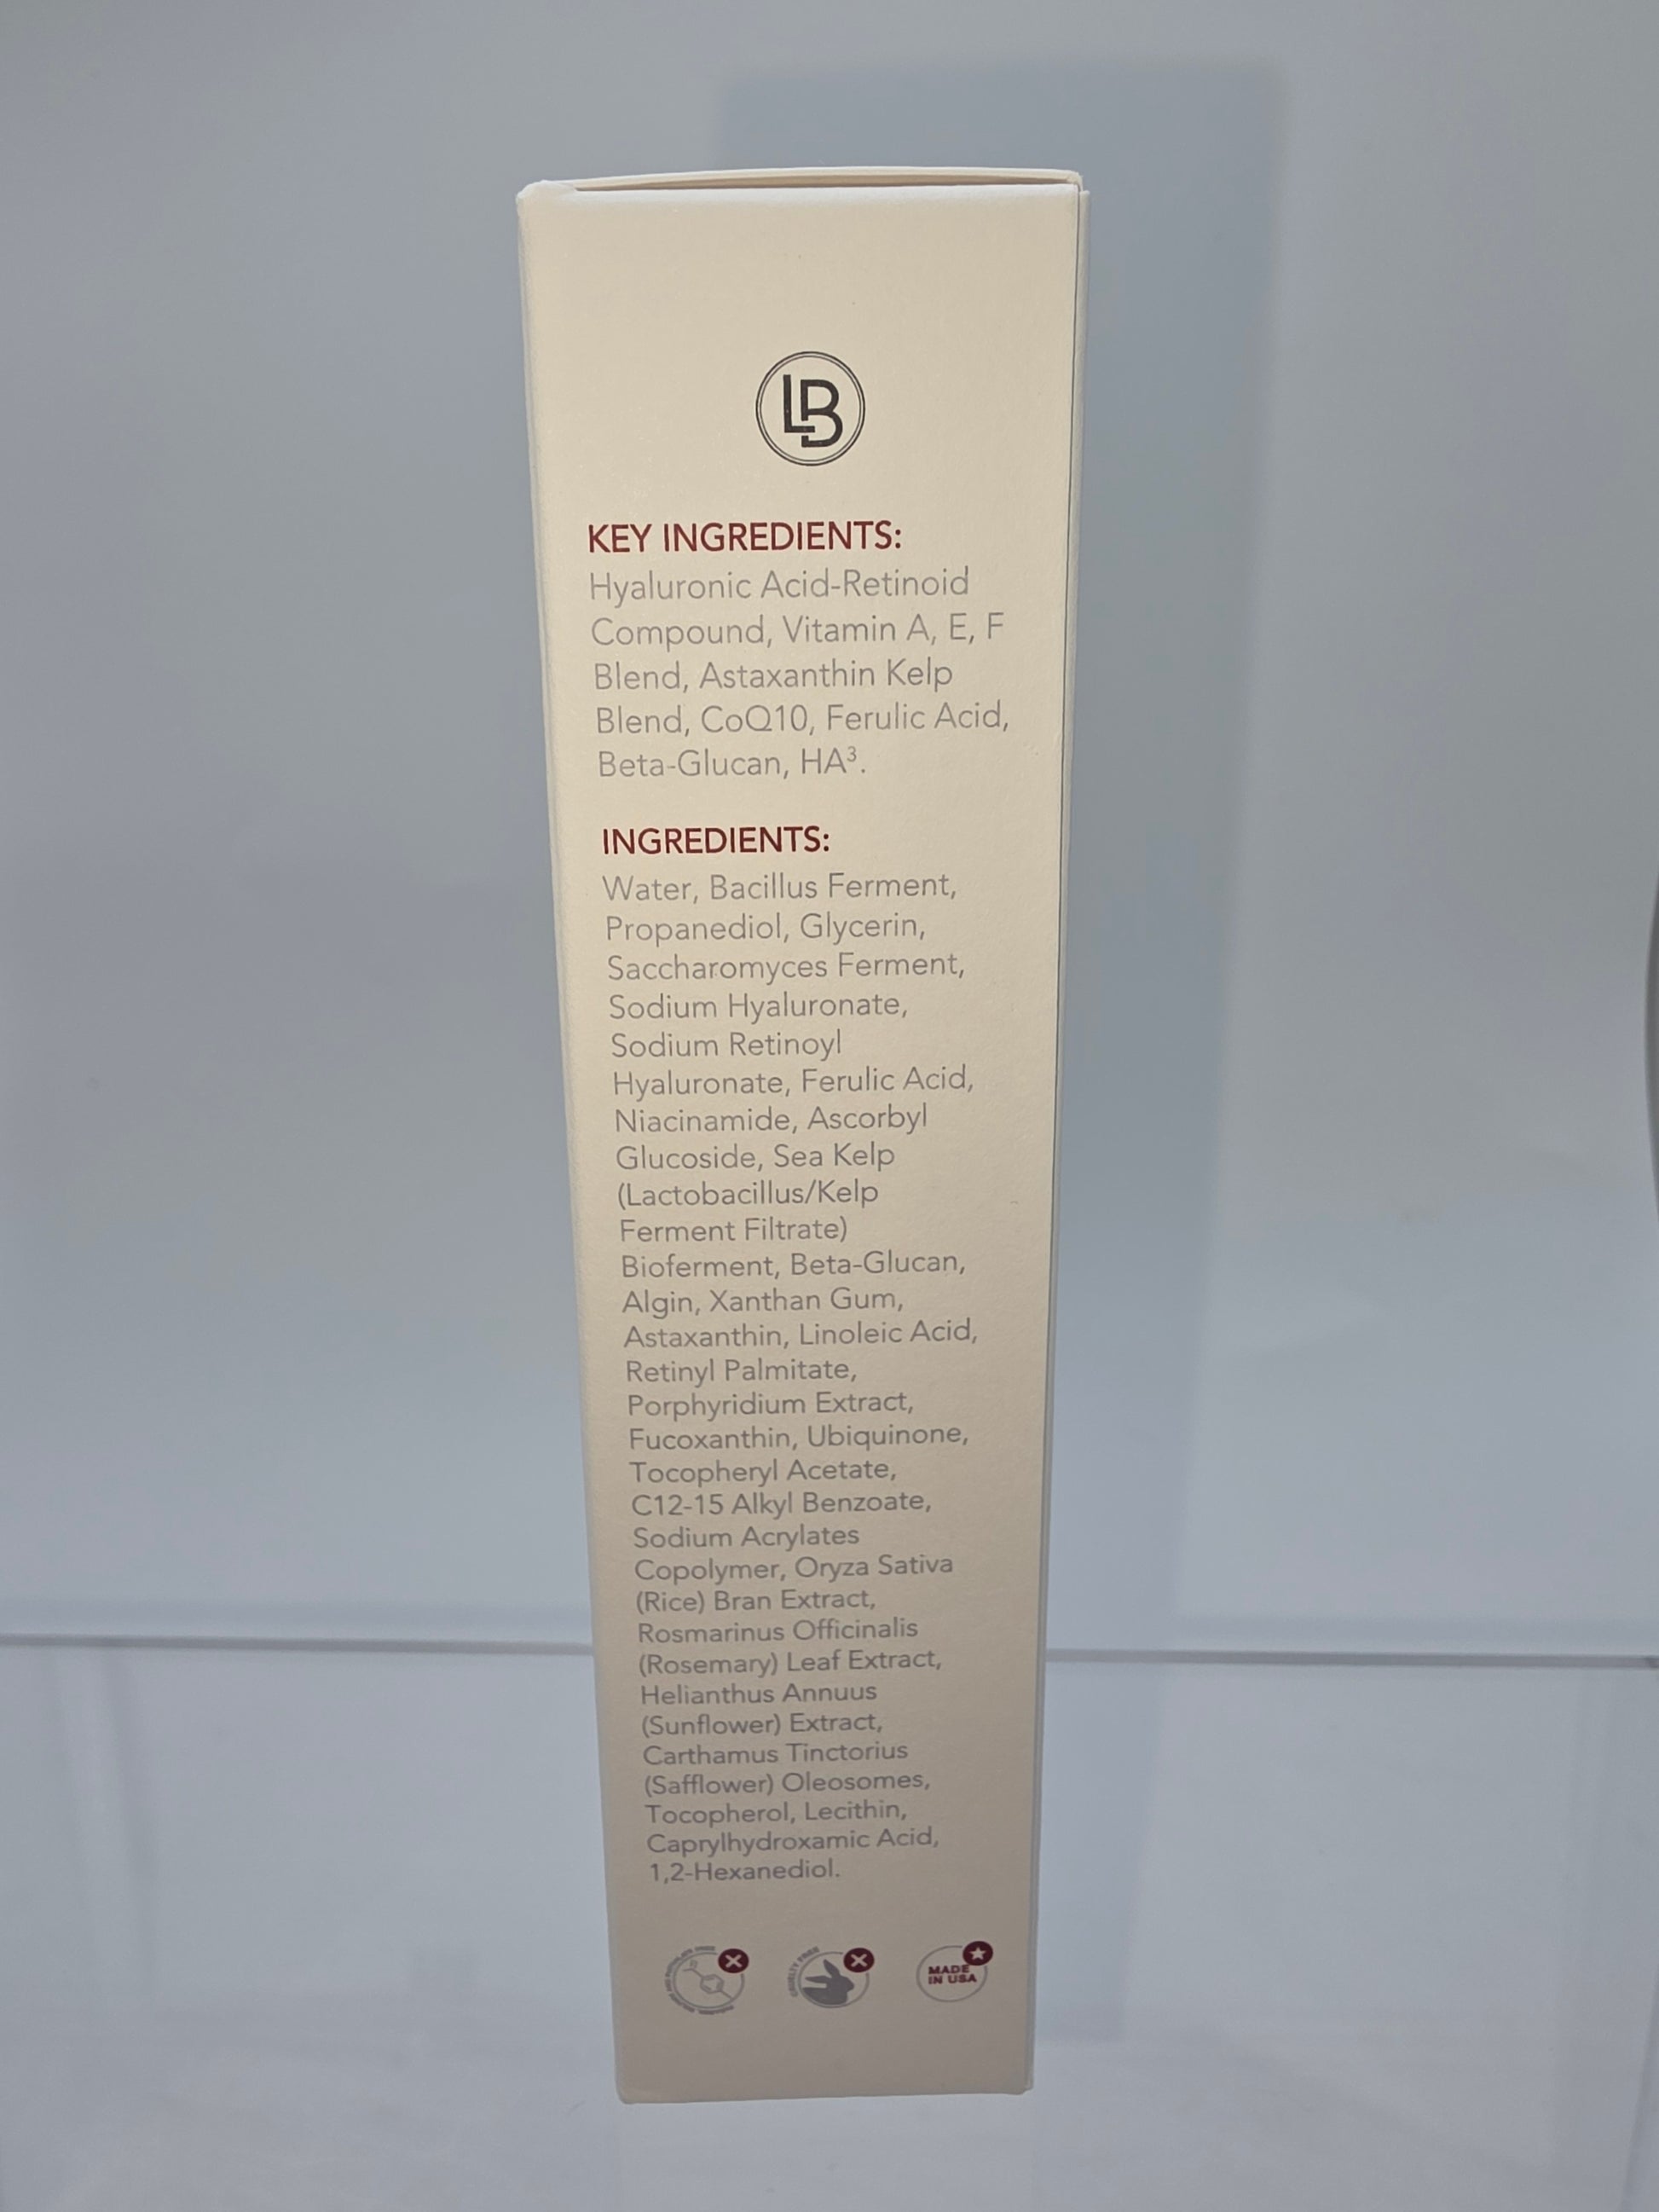 LB
KEY INGREDIENTS:
Hyaluronic Acid-Retinoid
Compound, Vitamin A, E, F
Blend, Astaxanthin Kelp
Blend, CoQ10, Ferulic Acid,
Beta-Glucan, HA³.
INGREDIENTS:
Water, Bacillus Ferment,
Propanediol, Glycerin,
Saccharomyces Ferment,
Sodium Hyaluronate,
Sodium Retinoyl
Hyaluronate, Ferulic Acid,
Niacinamide, Ascorbyl
Glucoside, Sea Kelp
(Lactobacillus/Kelp
Ferment Filtrate)
Bioferment, Beta-Glucan,
Algin, Xanthan Gum,
Astaxanthin, Linoleic Acid,
Retinyl Palmitate,
Porphyridium Extract,
Fucoxanthin, Ubiquinone,
Tocopheryl Acetate,
C12-15 Alkyl Benzoate,
Sodium Acrylates
Copolymer, Oryza Sativa
(Rice) Bran Extract,
Rosmarinus Officinalis
(Rosemary) Leaf Extract,
Helianthus Annuus
(Sunflower) Extract,
Carthamus Tinctorius
(Safflower) Oleosomes,
Tocopherol, Lecithin,
Caprylhydroxamic Acid,
1,2-Hexanediol.
CRUELTY FREE
MADE
IN USA